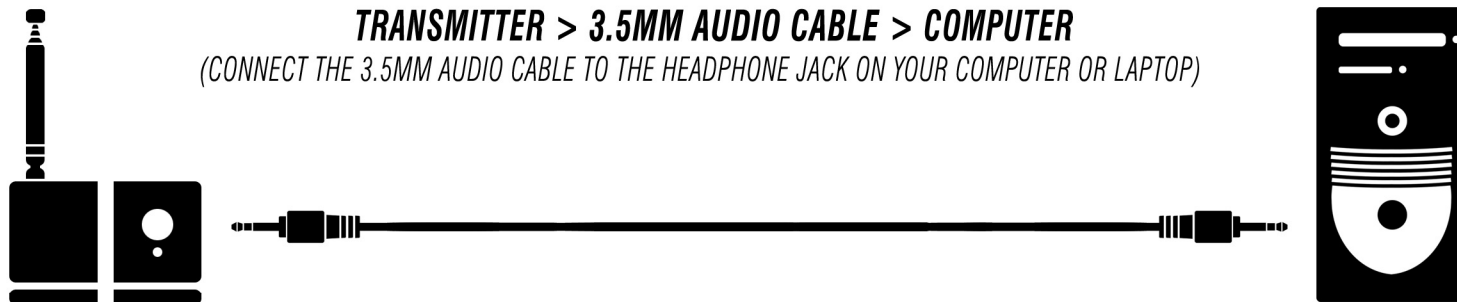 TRANSMITTER > 3.5MM AUDIO CABLE > COMPUTER
(CONNECT THE 3.5MM AUDIO CABLE TO THE HEADPHONE JACK ON YOUR COMPUTER OR LAPTOP)